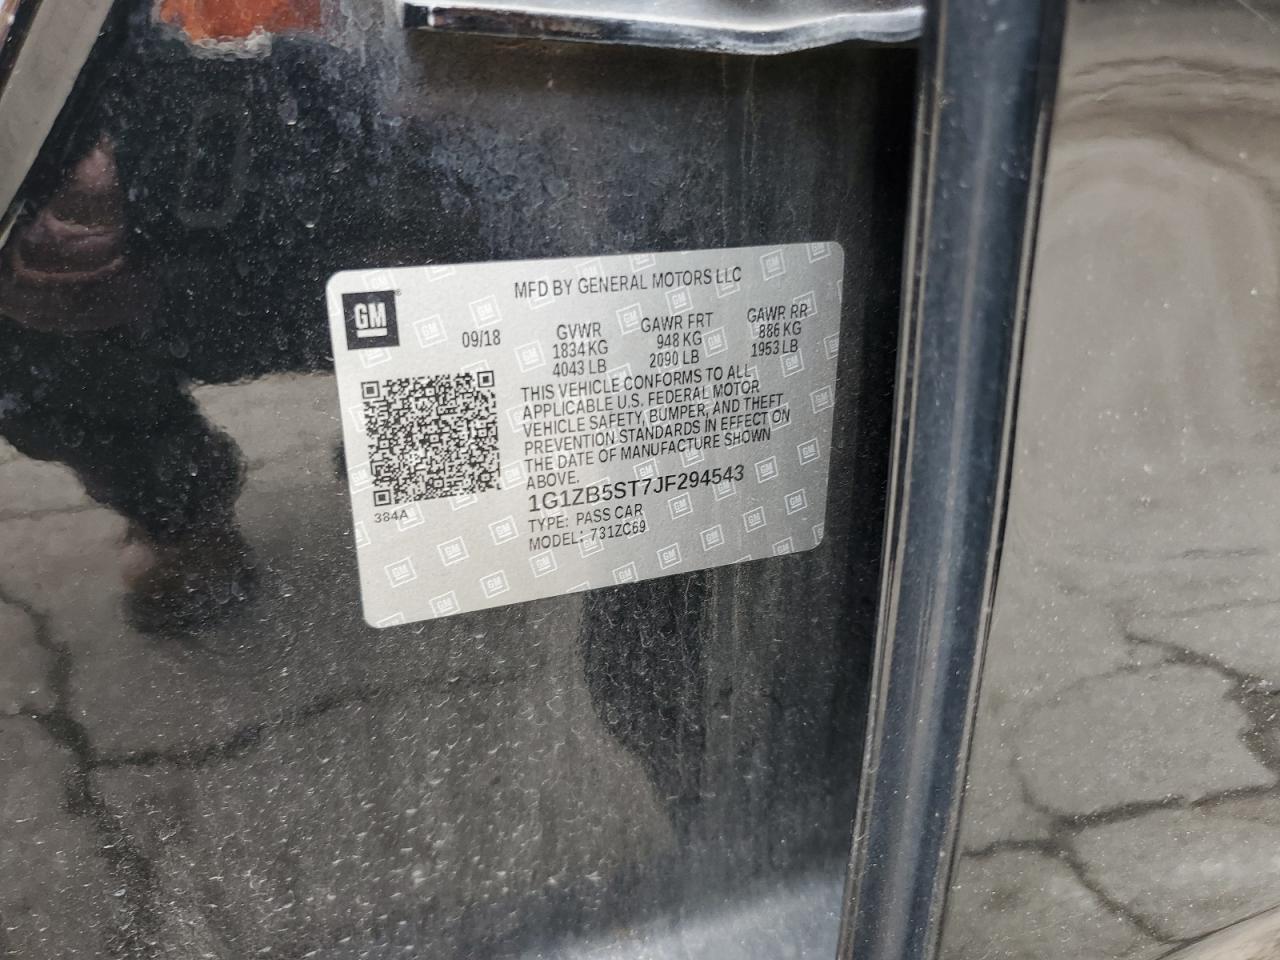 MFD BY GENERAL MOTORS LLC
GM
09/18
GVWR
1834 KG
4043 LB
GAWR FRT
948 KG
2090 LB
GAWR RR
886 KG
1953 LB
THIS VEHICLE CONFORMS TO ALL
APPLICABLE U.S. FEDERAL MOTOR
VEHICLE SAFETY, BUMPER, AND THEFT
PREVENTION STANDARDS IN EFFECT ON
THE DATE OF MANUFACTURE SHOWN
ABOVE.
384A
1G1ZB5ST7JF294543
TYPE: PASS CAR
MODEL: 731ZC69